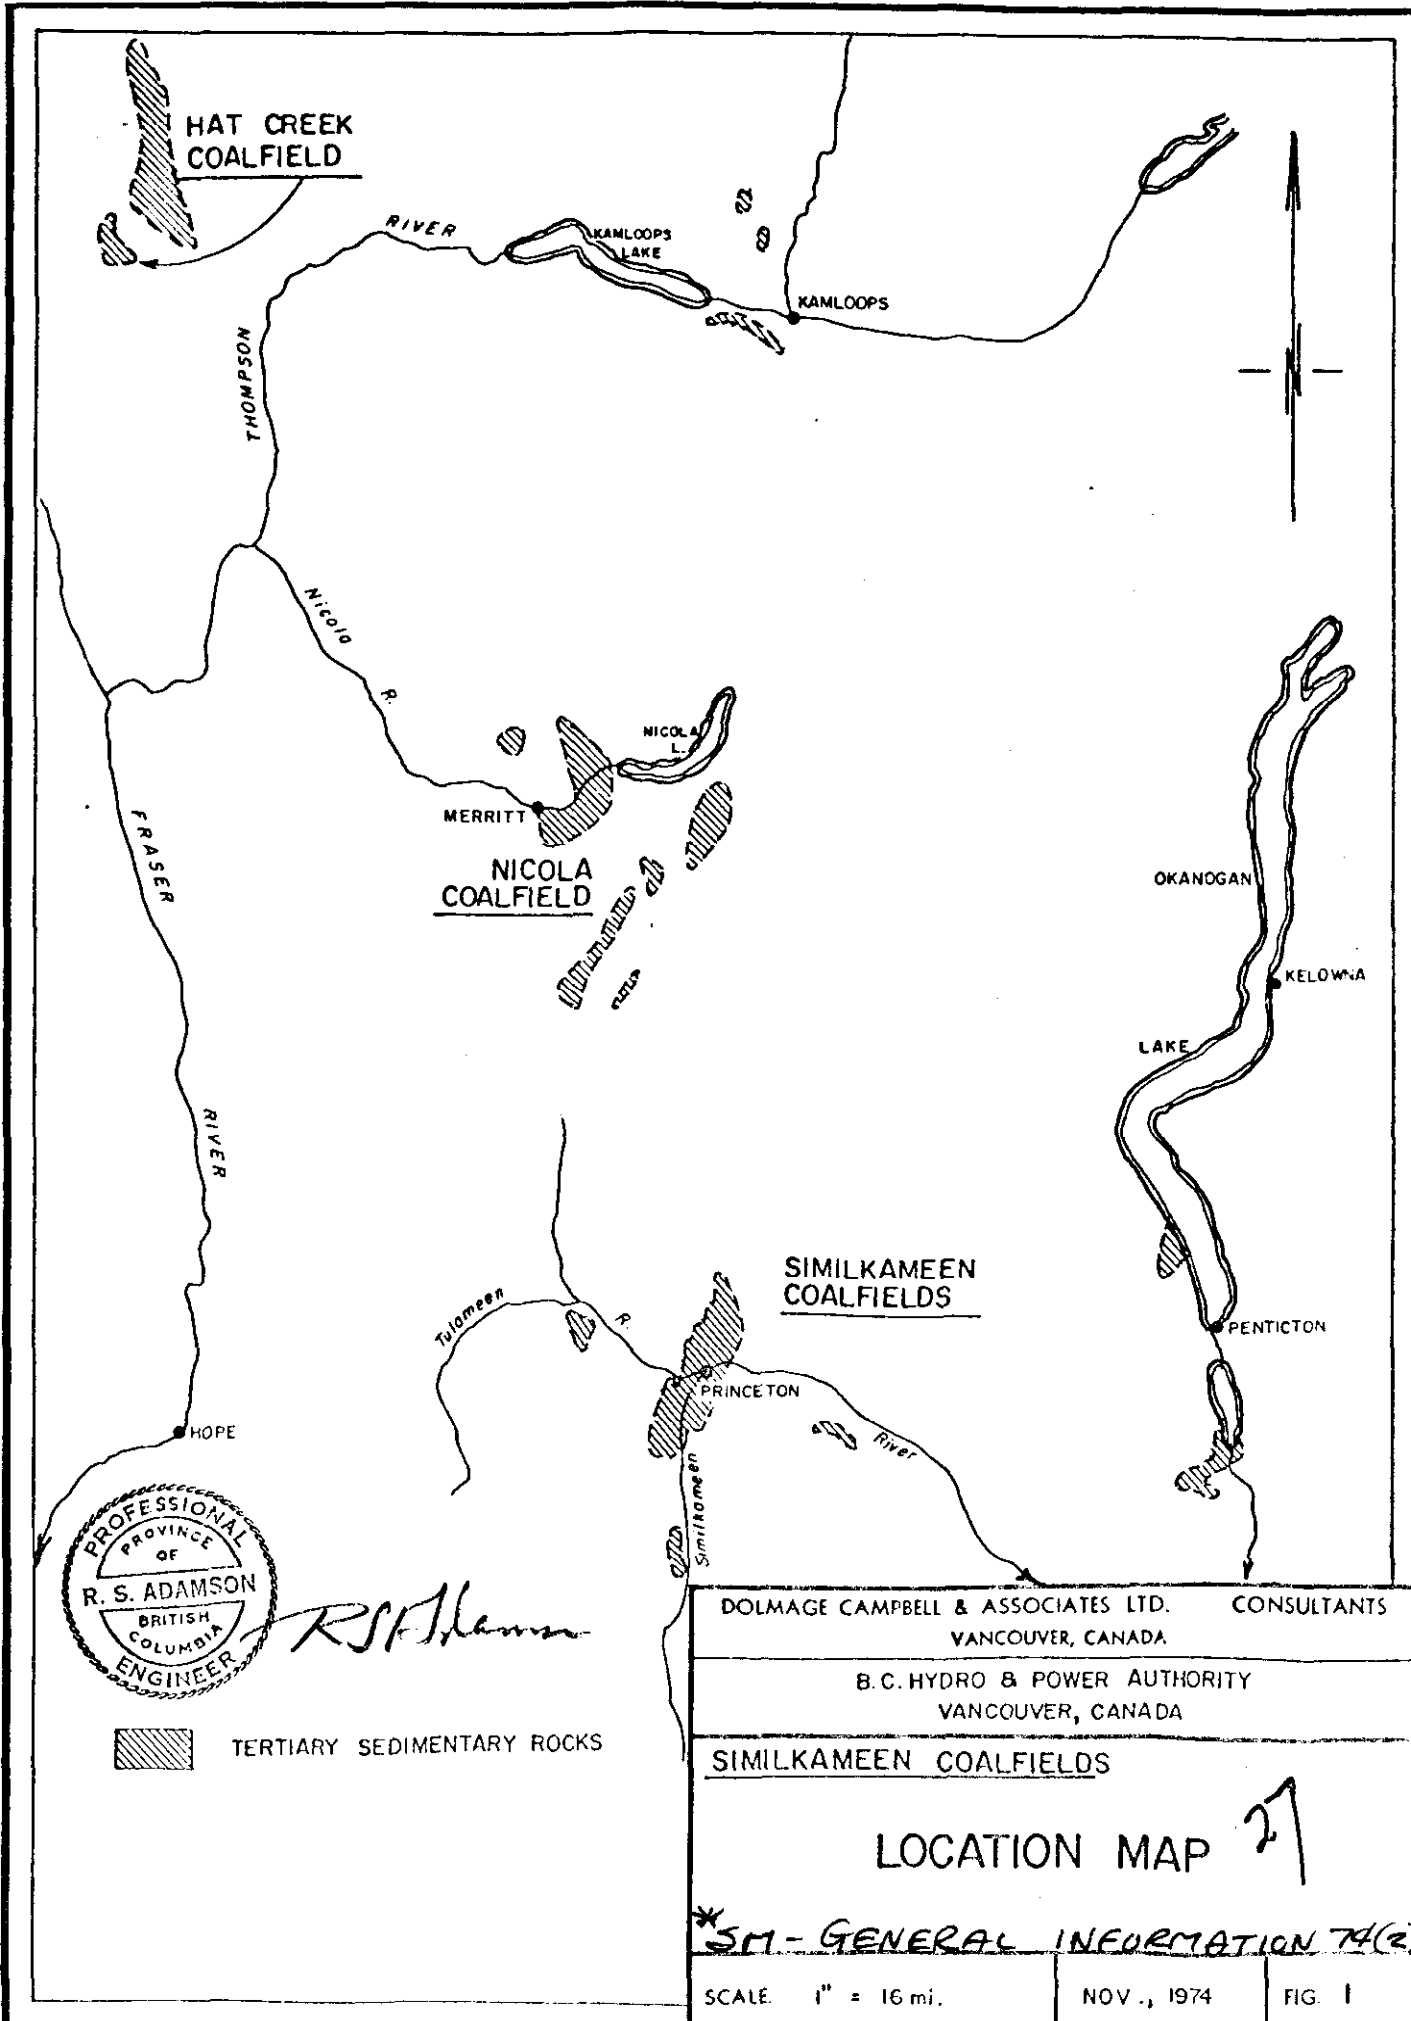 HAT CREEK
COALFIELD
RIVER
KAMLOOPS
LAKE
KAMLOOPS
THOMPSON
Nicola
R.
NICOLA
L.
MERRITT
NICOLA
COALFIELD
FRASER
RIVER
OKANOGAN
KELOWNA
LAKE
SIMILKAMEEN
COALFIELDS
Tulameen
R.
PENTICTON
PRINCETON
HOPE
River
Similkameen
PROFESSIONAL
PROVINCE
OF
R. S. ADAMSON
BRITISH
COLUMBIA
ENGINEER
RS Adamson
TERTIARY SEDIMENTARY ROCKS
DOLMAGE CAMPBELL & ASSOCIATES LTD. CONSULTANTS
VANCOUVER, CANADA
B.C. HYDRO & POWER AUTHORITY
VANCOUVER, CANADA
SIMILKAMEEN COALFIELDS
LOCATION MAP 27
*SM - GENERAL INFORMATION 74(2)
SCALE 1" = 16 mi. NOV., 1974 FIG. 1